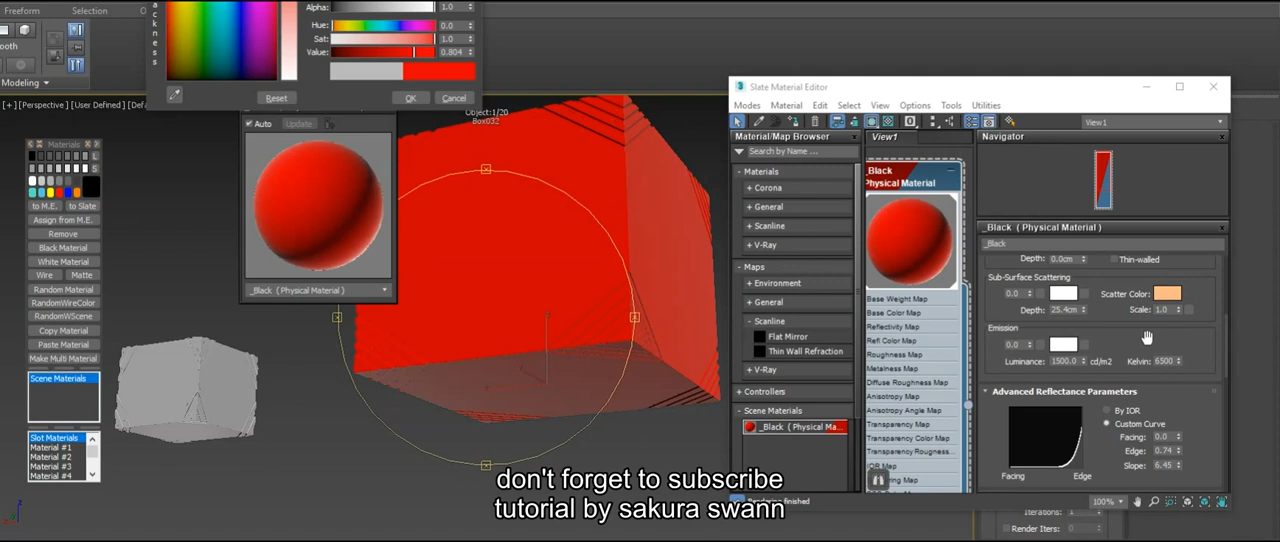 Freeform
Selection
ooth
Modeling
[+] [Perspective] [User Defined] [Def
c
k
n
e
s
s
Alpha: 1.0
Hue: 0.0
Sat: 1.0
Value: 0.804
Reset
OK
Cancel
Auto
Update
_Black ( Physical Material )
Object:1/20
Box032
Materials
L
S
to M.E.
to Slate
Assign from M.E.
Remove
Black Material
White Material
Wire
Matte
Random Material
RandomWireColor
RandomWScene
Copy Material
Paste Material
Make Multi Material
Scene Materials
Slot Materials
Material #1
Material #2
Material #3
Material #4
Slate Material Editor
Modes
Material
Edit
Select
View
Options
Tools
Utilities
View1
Material/Map Browser
Search by Name ...
- Materials
+ Corona
+ General
+ Scanline
+ V-Ray
- Maps
+ Environment
+ General
- Scanline
Flat Mirror
Thin Wall Refraction
+ V-Ray
+ Controllers
- Scene Materials
_Black ( Physical Ma...
Rendering finished
View1
_Black
Physical Material
Base Weight Map
Base Color Map
Reflectivity Map
Refl Color Map
Roughness Map
Metalness Map
Diffuse Roughness Map
Anisotropy Map
Anisotropy Angle Map
Transparency Map
Transparency Color Map
Transparency Roughness...
IOR Map
Navigator
_Black ( Physical Material )
_Black
Depth: 0.0cm
Thin-walled
Sub-Surface Scattering
0.0
Scatter Color:
Depth: 25.4cm
Scale: 1.0
Emission
0.0
Luminance: 1500.0 cd/m2
Kelvin: 6500
Advanced Reflectance Parameters
By IOR
Custom Curve
Facing: 0.0
Edge: 0.74
Slope: 6.45
Facing
Edge
100%
Iterations: 1
Render Iters: 0
don't forget to subscribe
tutorial by sakura swann